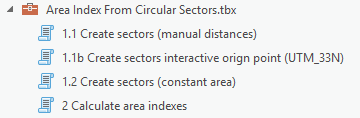 Area Index From Circular Sectors.tbx
1.1 Create sectors (manual distances)
1.1b Create sectors interactive orign point (UTM_33N)
1.2 Create sectors (constant area)
2 Calculate area indexes